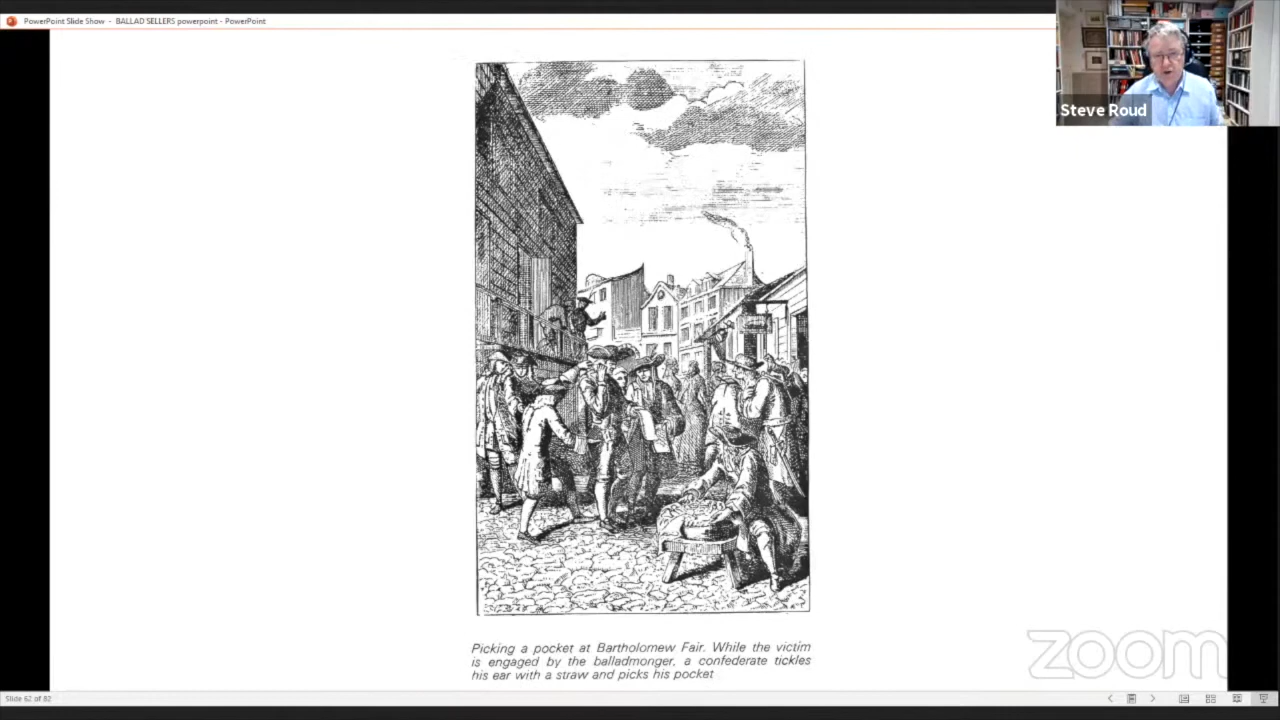 PowerPoint Slide Show - BALLAD SELLERS powerpoint - PowerPoint
Steve Roud
Picking a pocket at Bartholomew Fair. While the victim
is engaged by the balladmonger, a confederate tickles
his ear with a straw and picks his pocket
zoom
Slide 62 of 82